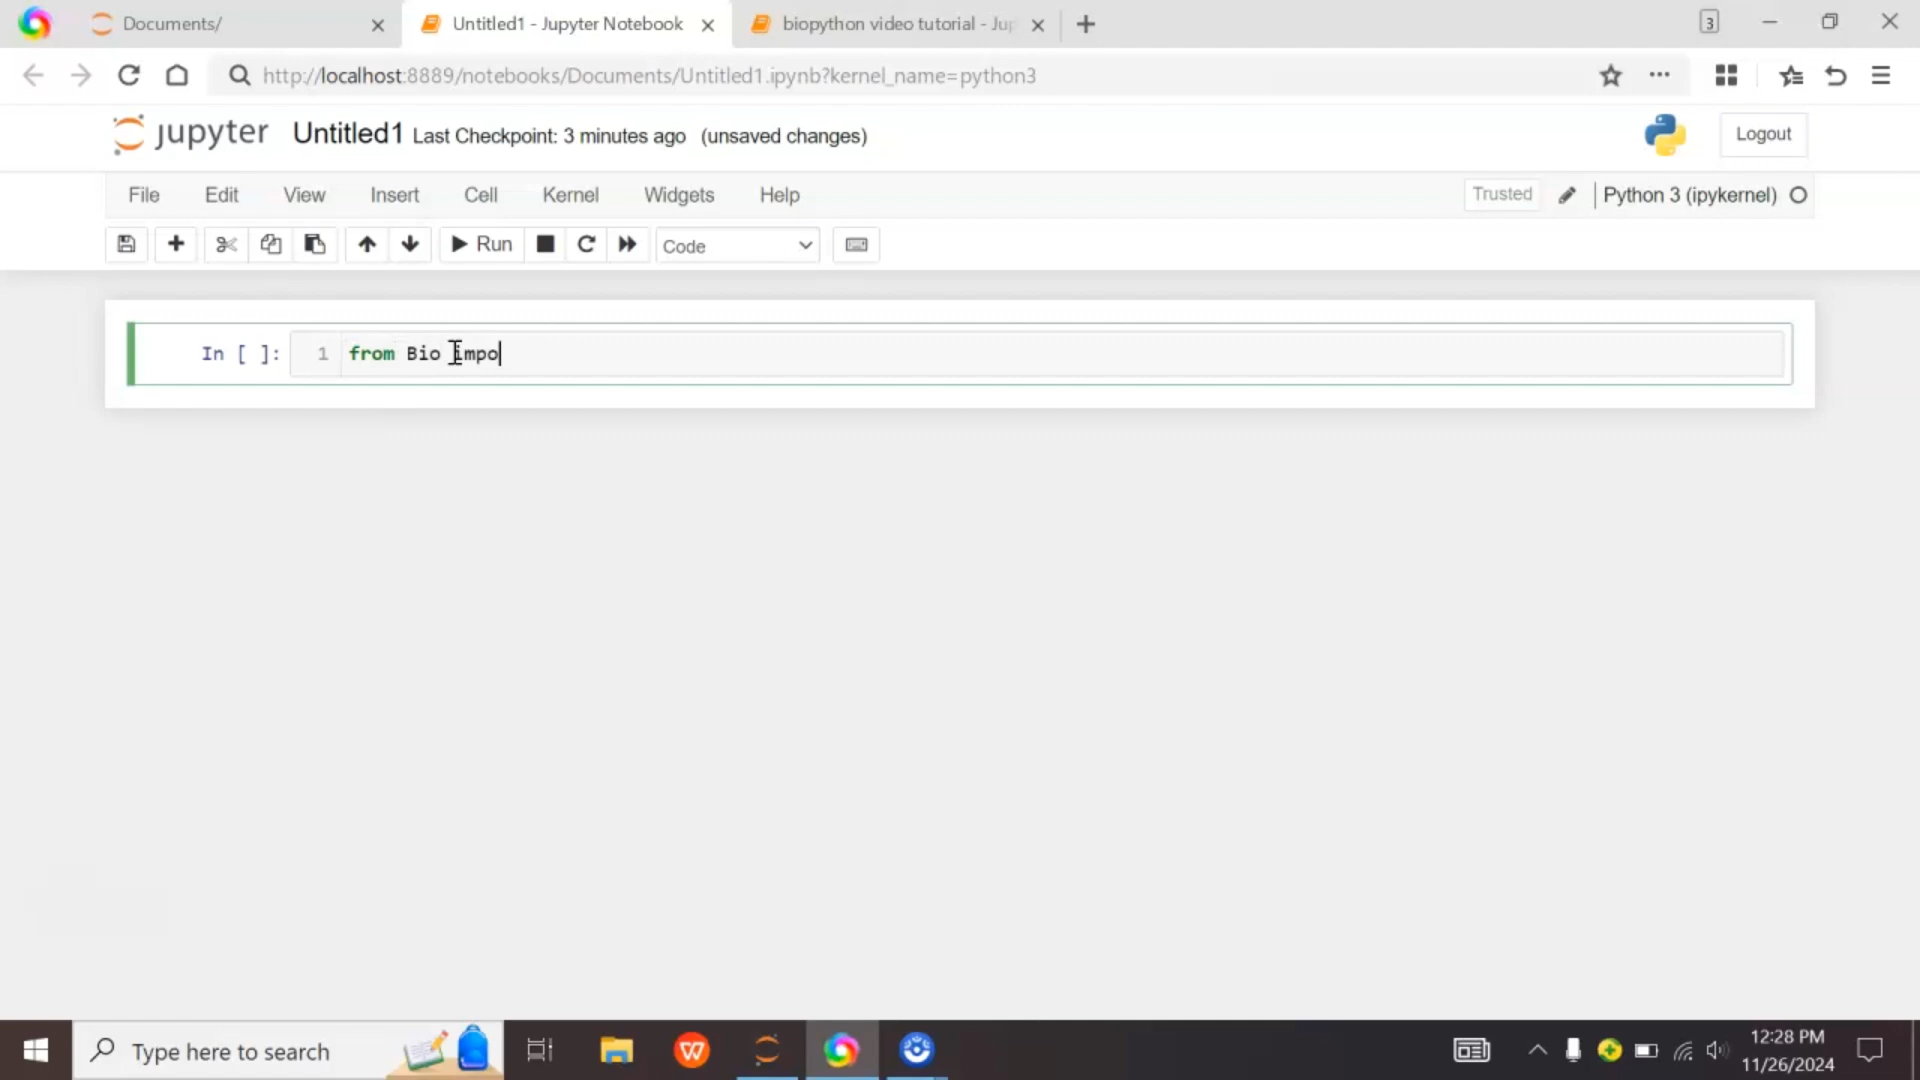 Documents/
Untitled1 - Jupyter Notebook
biopython video tutorial - Jup
3
http://localhost:8889/notebooks/Documents/Untitled1.ipynb?kernel_name=python3
jupyter Untitled1 Last Checkpoint: 3 minutes ago (unsaved changes)
Logout
File Edit View Insert Cell Kernel Widgets Help
Trusted
Python 3 (ipykernel)
Run
Code
In [ ]: 1 from Bio impo
Type here to search
W
12:28 PM
11/26/2024